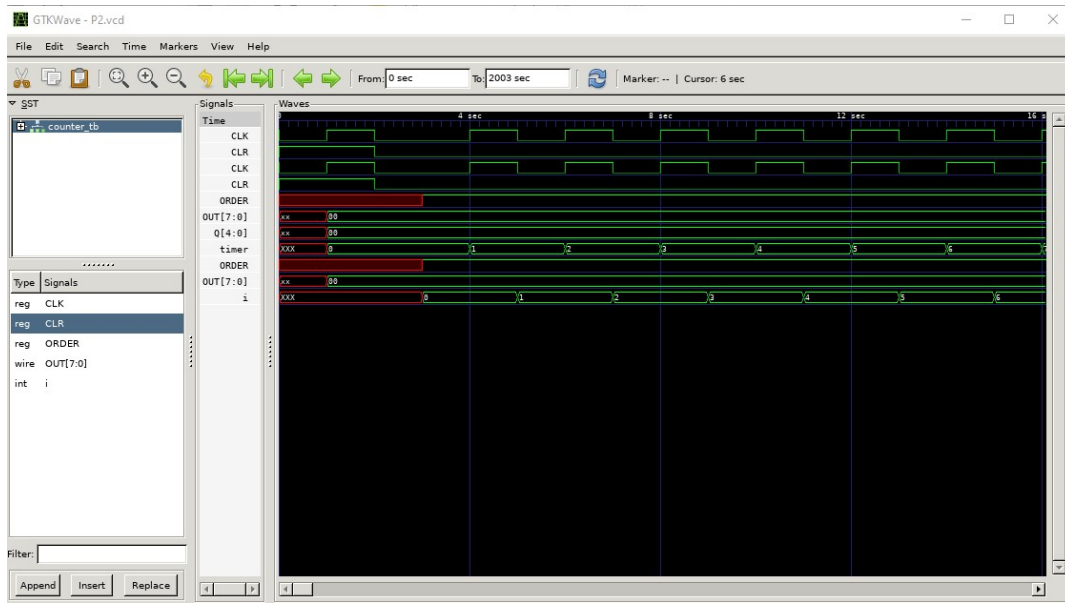 GTKWave - P2.vcd
File Edit Search Time Markers View Help
From: 0 sec To: 2003 sec Marker: -- | Cursor: 6 sec
SST
counter_tb
Type Signals
reg CLK
reg CLR
reg ORDER
wire OUT[7:0]
int i
Filter:
Append Insert Replace
Signals
Time
CLK
CLR
CLK
CLR
ORDER
OUT[7:0]
Q[4:0]
timer
ORDER
OUT[7:0]
i
Waves
0 4 sec 8 sec 12 sec 16 s
xx 00
xx 00
XXX 0 1 2 3 4 5 6 7
xx 00
XXX 0 1 2 3 4 5 6